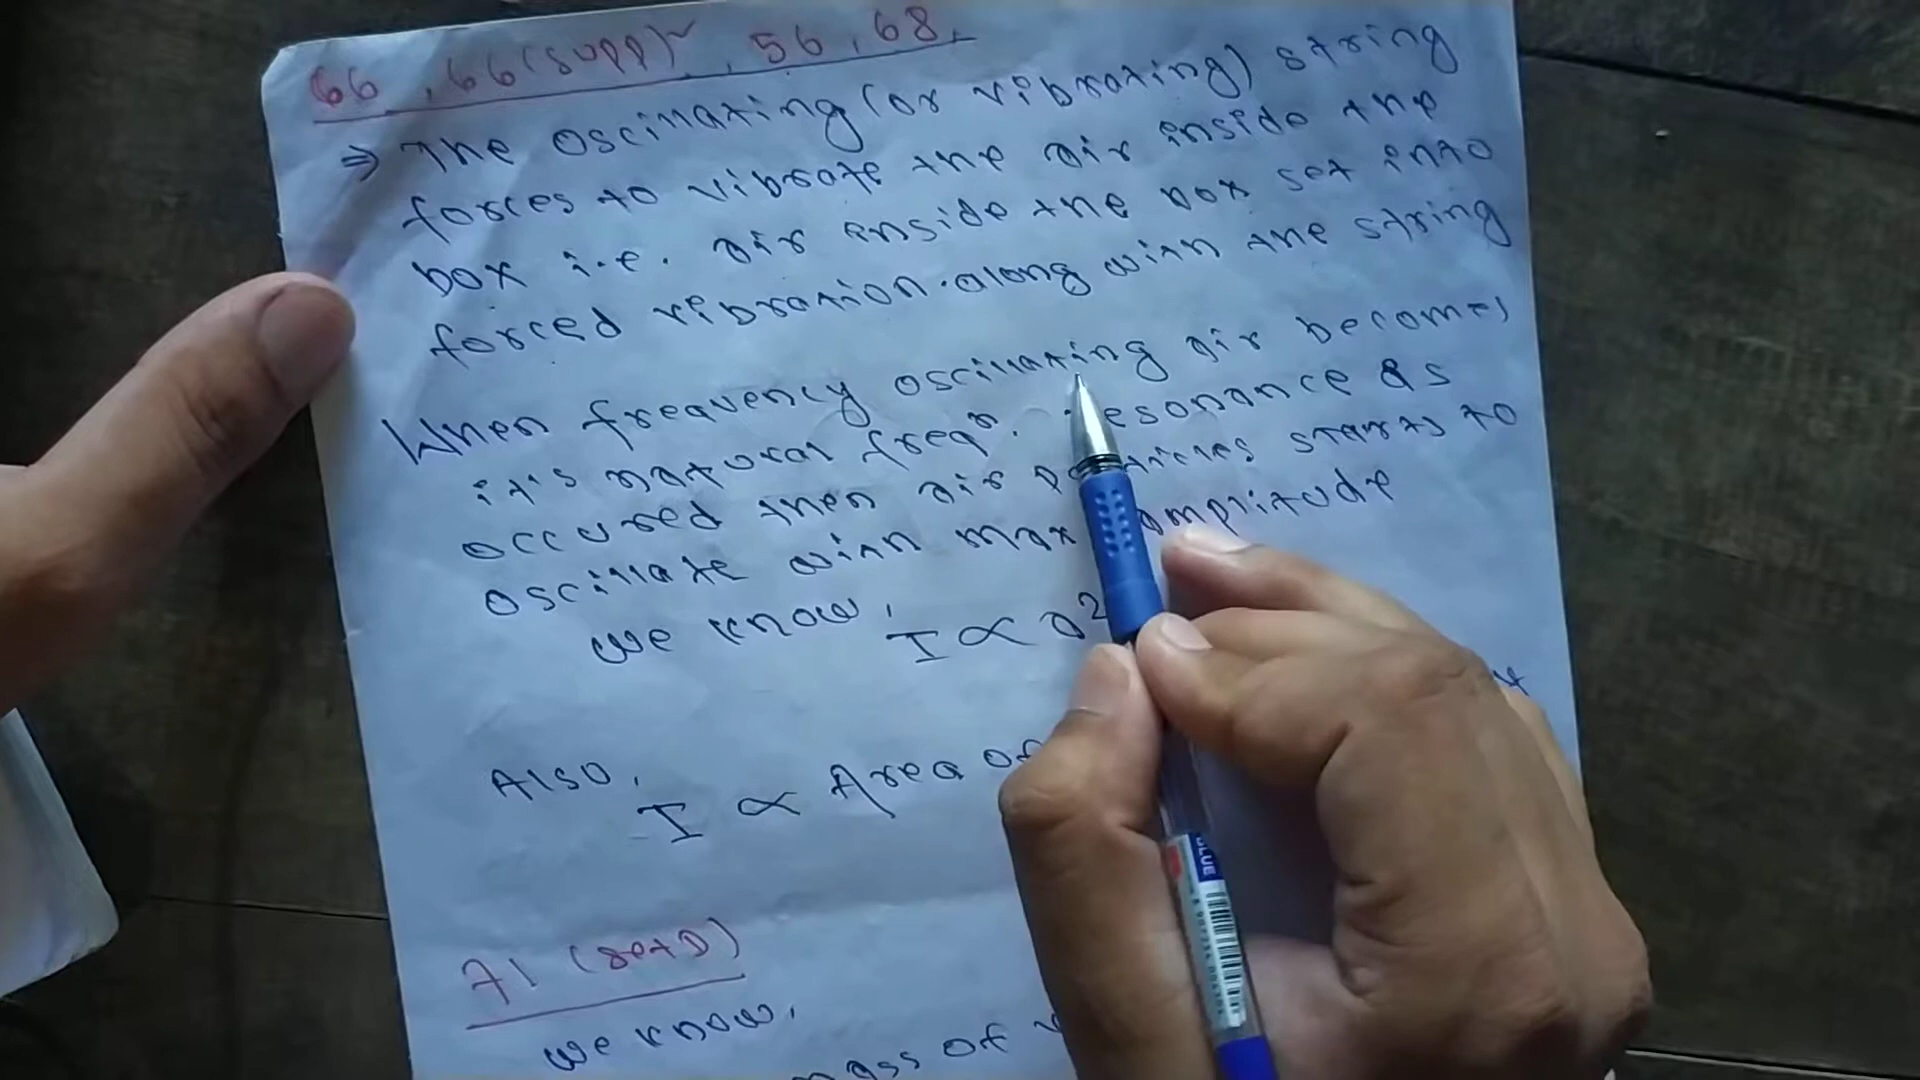 66, 66(supp), 56, 68,
⇒ The oscillating (or vibrating) string
forces to vibrate the air inside the
box i.e. air inside the box set into
forced vibration. along with the string
When frequency oscillating air becomes
it's natural freqn. resonance is
occured then air particles starts to
oscillate with max amplitude
we know,
I ∝ a²
Also,
I ∝ Area of
71 (set D)
we know,
mass of
BLUE